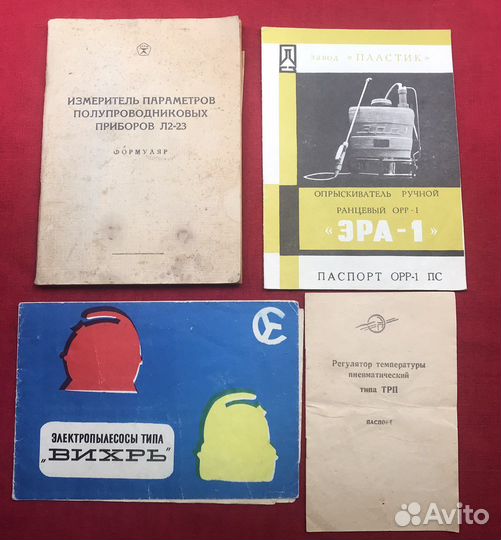 ИЗМЕРИТЕЛЬ ПАРАМЕТРОВ
ПОЛУПРОВОДНИКОВЫХ
ПРИБОРОВ Л2-23
ФОРМУЛЯР
завод «ПЛАСТИК»
ОПРЫСКИВАТЕЛЬ РУЧНОЙ
РАНЦЕВЫЙ ОРР-1
«ЭРА-1»
ПАСПОРТ ОРР-1 ПС
ЭЛЕКТРОПЫЛЕСОСЫ ТИПА
„ВИХРЬ"
Регулятор температуры
пневматический
типа ТРП
ПАСПОРТ
Avito